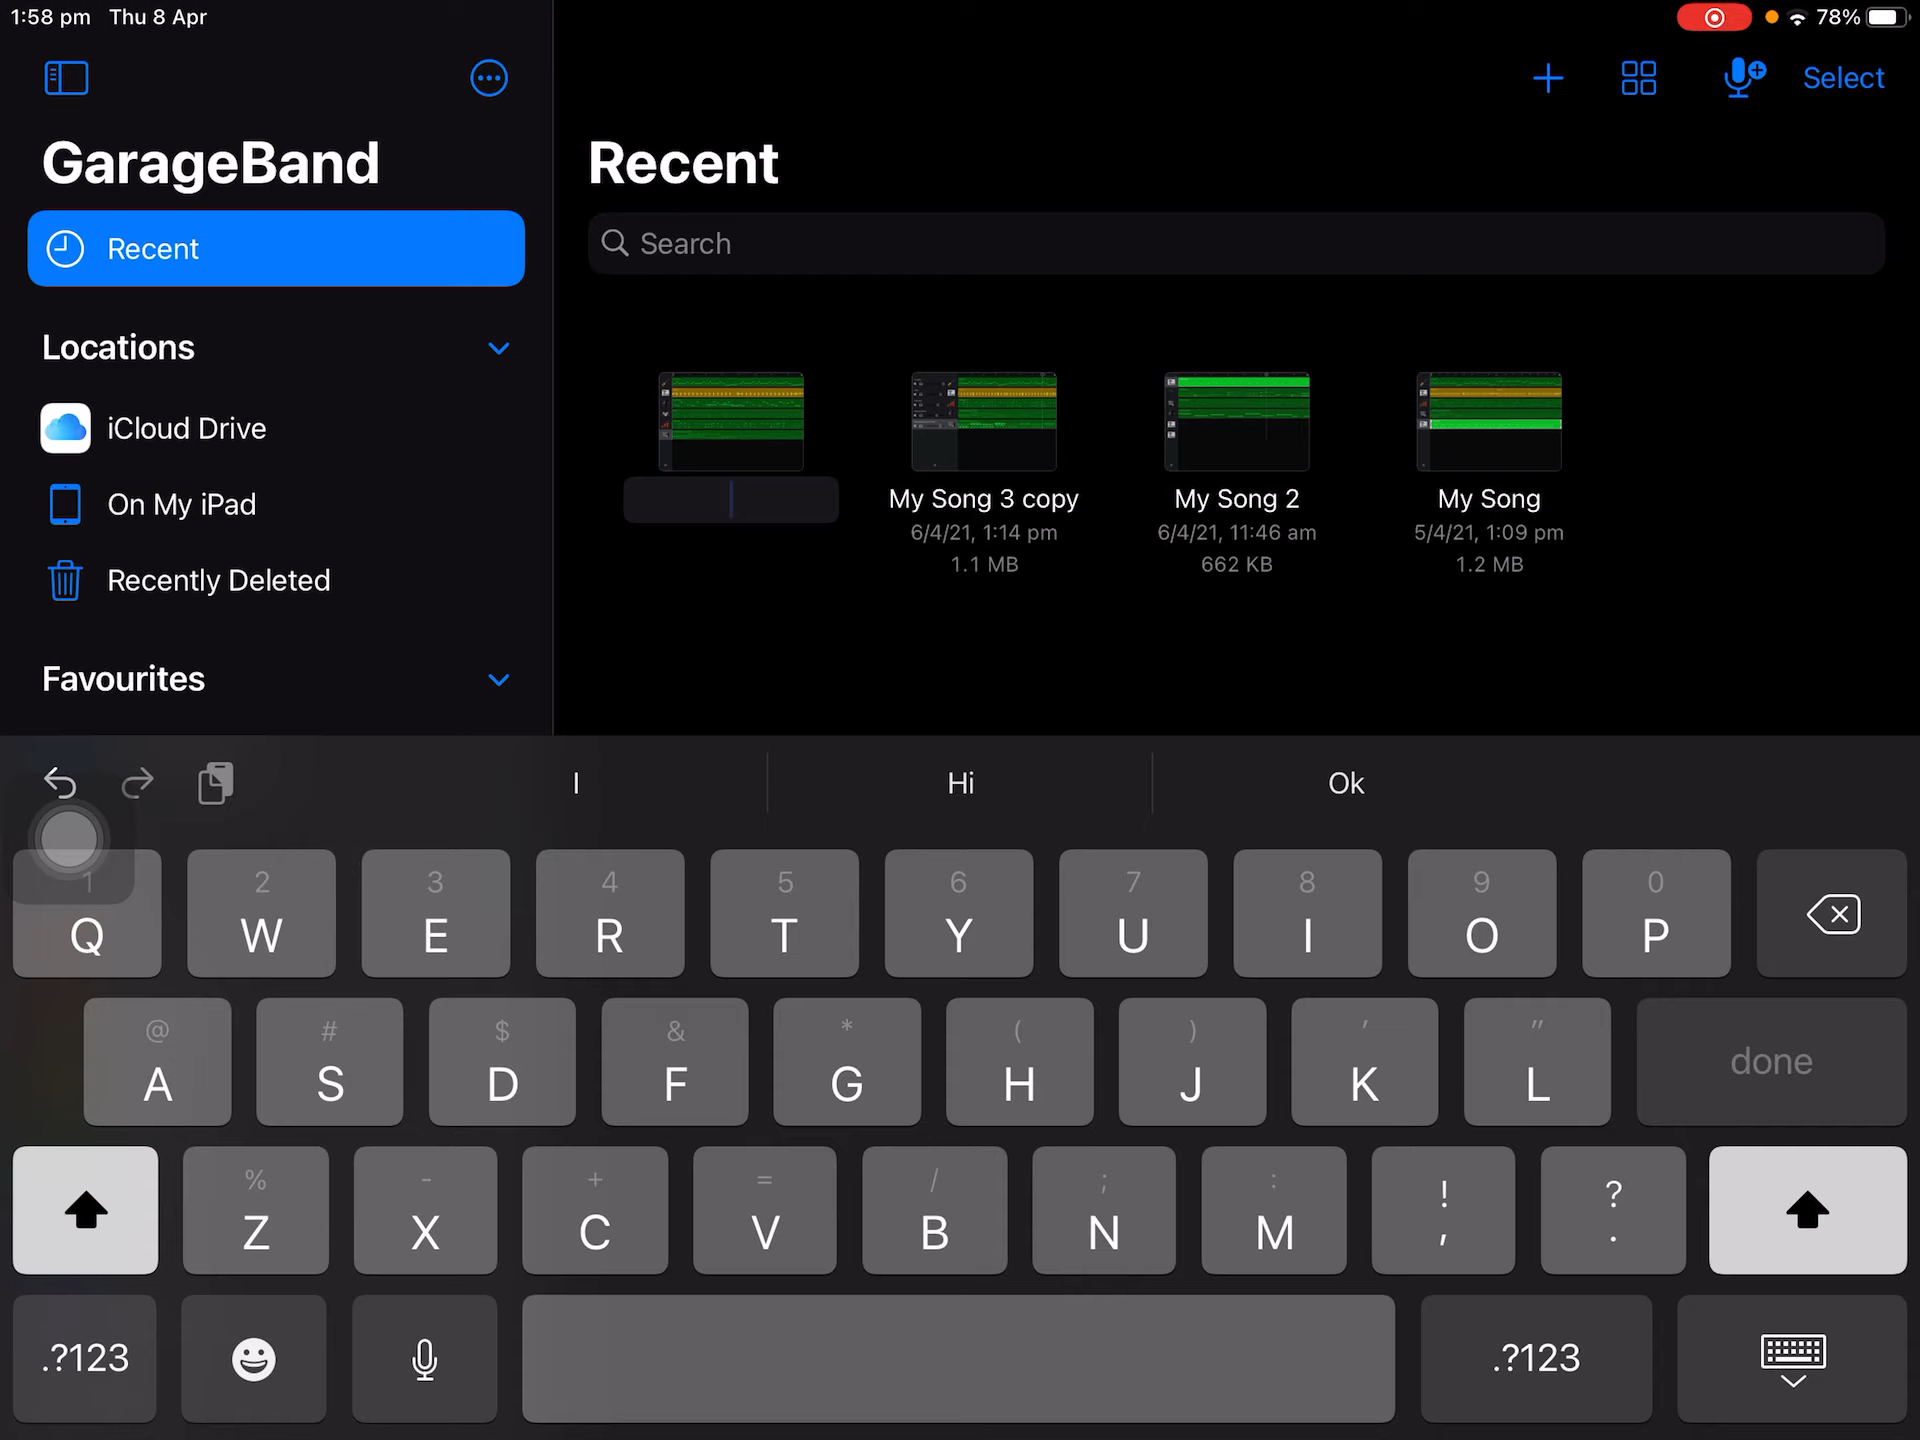 1:58 pm Thu 8 Apr
78%
Select
GarageBand
Recent
Locations
iCloud Drive
On My iPad
Recently Deleted
Favourites
Recent
Search
My Song 3 copy
6/4/21, 1:14 pm
1.1 MB
My Song 2
6/4/21, 11:46 am
662 KB
My Song
5/4/21, 1:09 pm
1.2 MB
I Hi Ok
1 2 3 4 5 6 7 8 9 0
Q W E R T Y U I O P
@ # $ & * ( ) ' "
A S D F G H J K L done
% - + = / ; : ! ?
Z X C V B N M , .
.?123 .?123